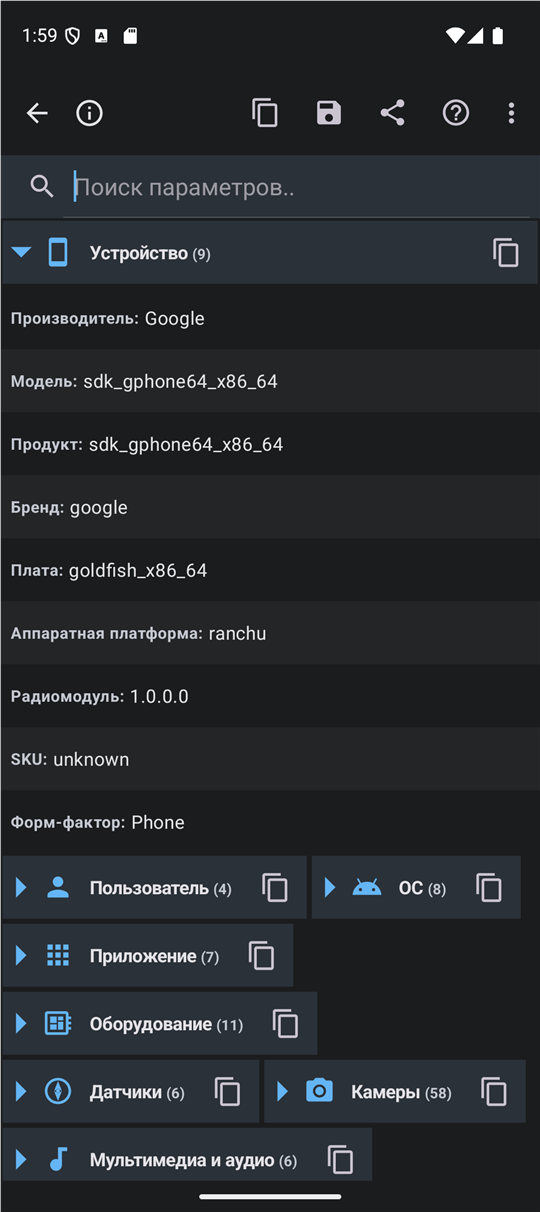 1:59
A
Поиск параметров..
Устройство (9)
Производитель: Google
Модель: sdk_gphone64_x86_64
Продукт: sdk_gphone64_x86_64
Бренд: google
Плата: goldfish_x86_64
Аппаратная платформа: ranchu
Радиомодуль: 1.0.0.0
SKU: unknown
Форм-фактор: Phone
Пользователь (4) ОС (8)
Приложение (7)
Оборудование (11)
Датчики (6) Камеры (58)
Мультимедиа и аудио (6)